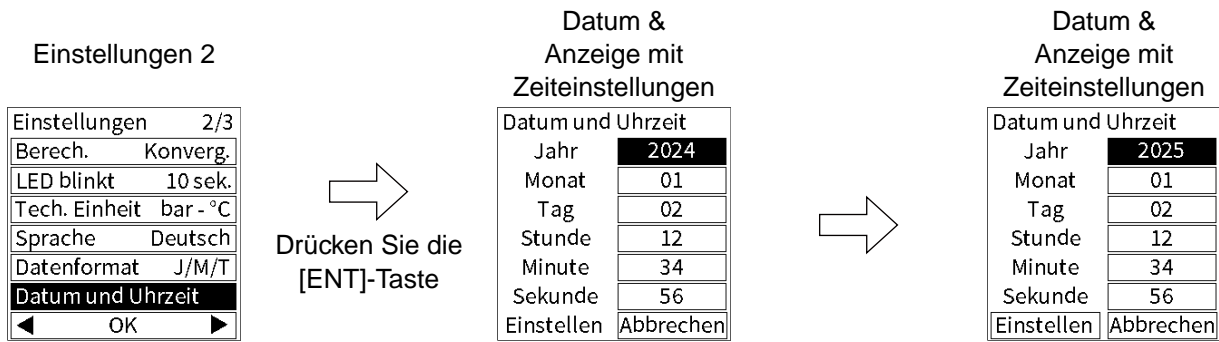 Einstellungen 2
Einstellungen 2/3
Berech. Konverg.
LED blinkt 10 sek.
Tech. Einheit bar - °C
Sprache Deutsch
Datenformat J/M/T
Datum und Uhrzeit
◀ OK ▶
Drücken Sie die
[ENT]-Taste
Datum &
Anzeige mit
Zeiteinstellungen
Datum und Uhrzeit
Jahr 2024
Monat 01
Tag 02
Stunde 12
Minute 34
Sekunde 56
Einstellen Abbrechen
Datum &
Anzeige mit
Zeiteinstellungen
Datum und Uhrzeit
Jahr 2025
Monat 01
Tag 02
Stunde 12
Minute 34
Sekunde 56
Einstellen Abbrechen